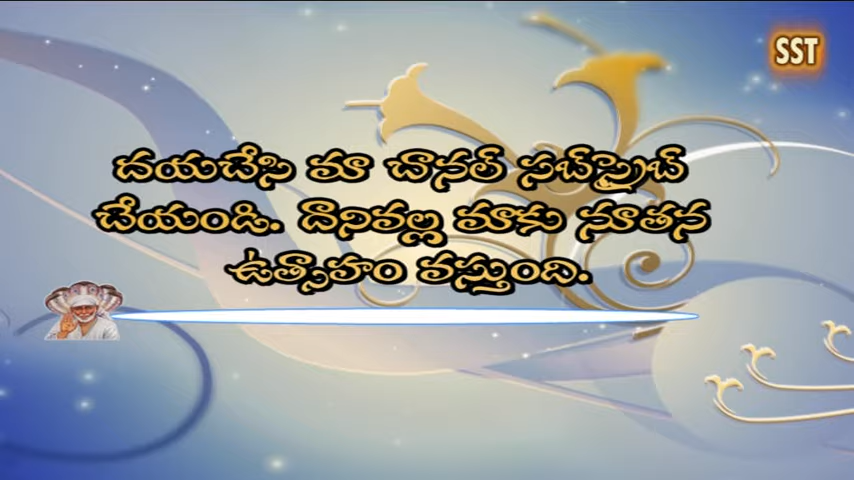 SST
దయచేసి మా చానల్ సబ్‌స్క్రైబ్
చేయండి. దానివల్ల మాకు నూతన
ఉత్సాహం వస్తుంది.